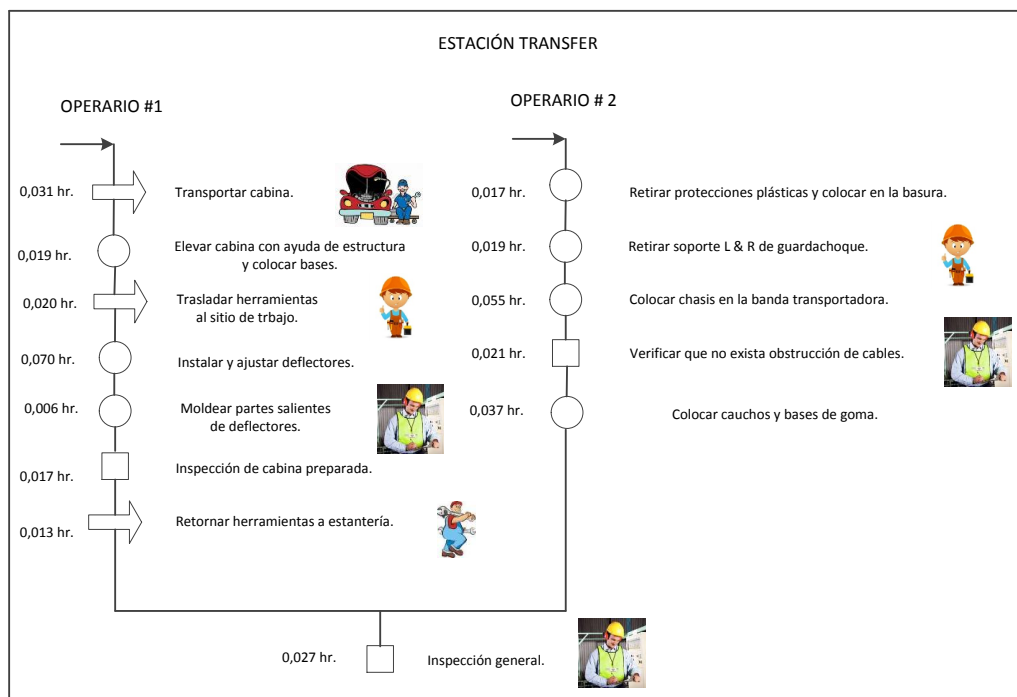 ESTACIÓN TRANSFER
OPERARIO #1
0,031 hr.
Transportar cabina.
0,019 hr.
Elevar cabina con ayuda de estructura
y colocar bases.
0,020 hr.
Trasladar herramientas
al sitio de trbajo.
0,070 hr.
Instalar y ajustar deflectores.
0,006 hr.
Moldear partes salientes
de deflectores.
0,017 hr.
Inspección de cabina preparada.
0,013 hr.
Retornar herramientas a estantería.
OPERARIO # 2
0,017 hr.
Retirar protecciones plásticas y colocar en la basura.
0,019 hr.
Retirar soporte L & R de guardachoque.
0,055 hr.
Colocar chasis en la banda transportadora.
0,021 hr.
Verificar que no exista obstrucción de cables.
0,037 hr.
Colocar cauchos y bases de goma.
0,027 hr.
Inspección general.